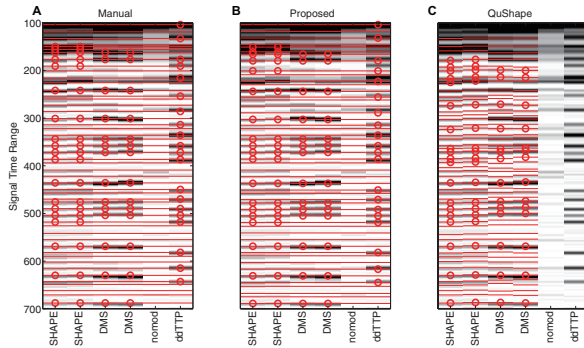 A Manual
B Proposed
C QuShape
Signal Time Range
100
200
300
400
500
600
700
SHAPE
SHAPE
DMS
DMS
nomod
ddTTP
SHAPE
SHAPE
DMS
DMS
nomod
ddTTP
SHAPE
SHAPE
DMS
DMS
nomod
ddTTP